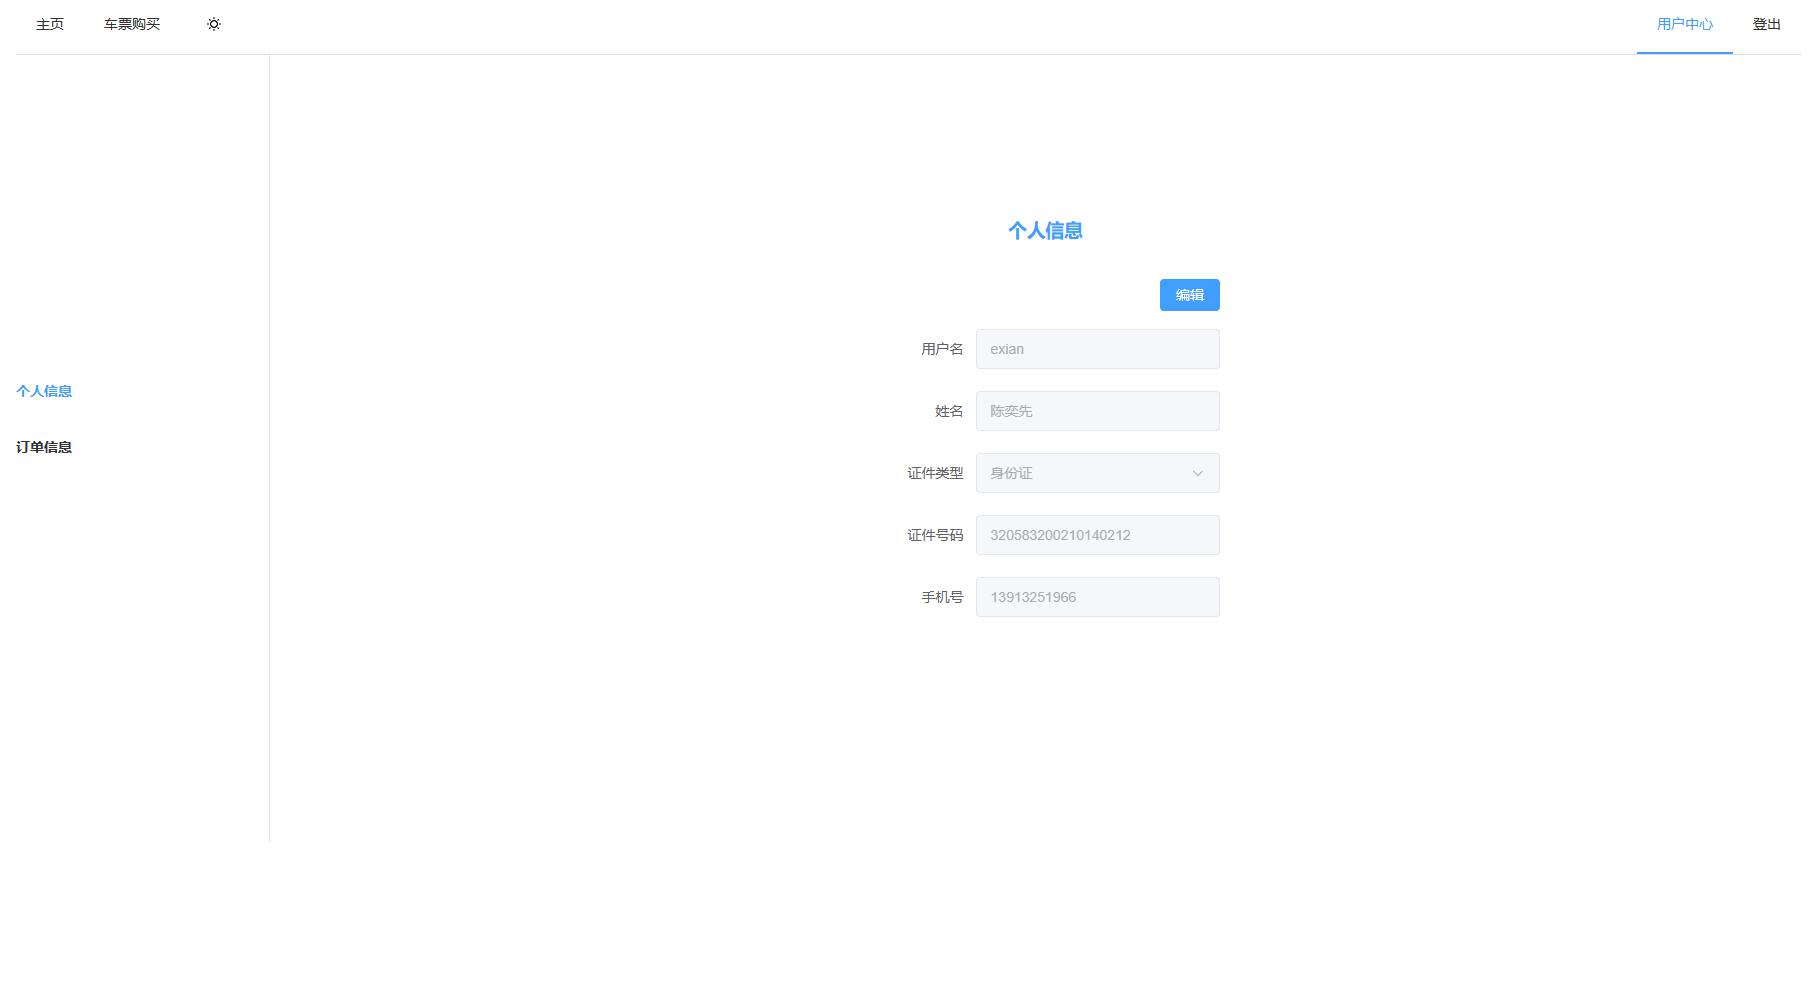 主页 车票购买 用户中心 登出
个人信息
编辑
用户名 exian
个人信息
姓名 陈奕先
订单信息
证件类型 身份证
证件号码 320583200210140212
手机号 13913251966